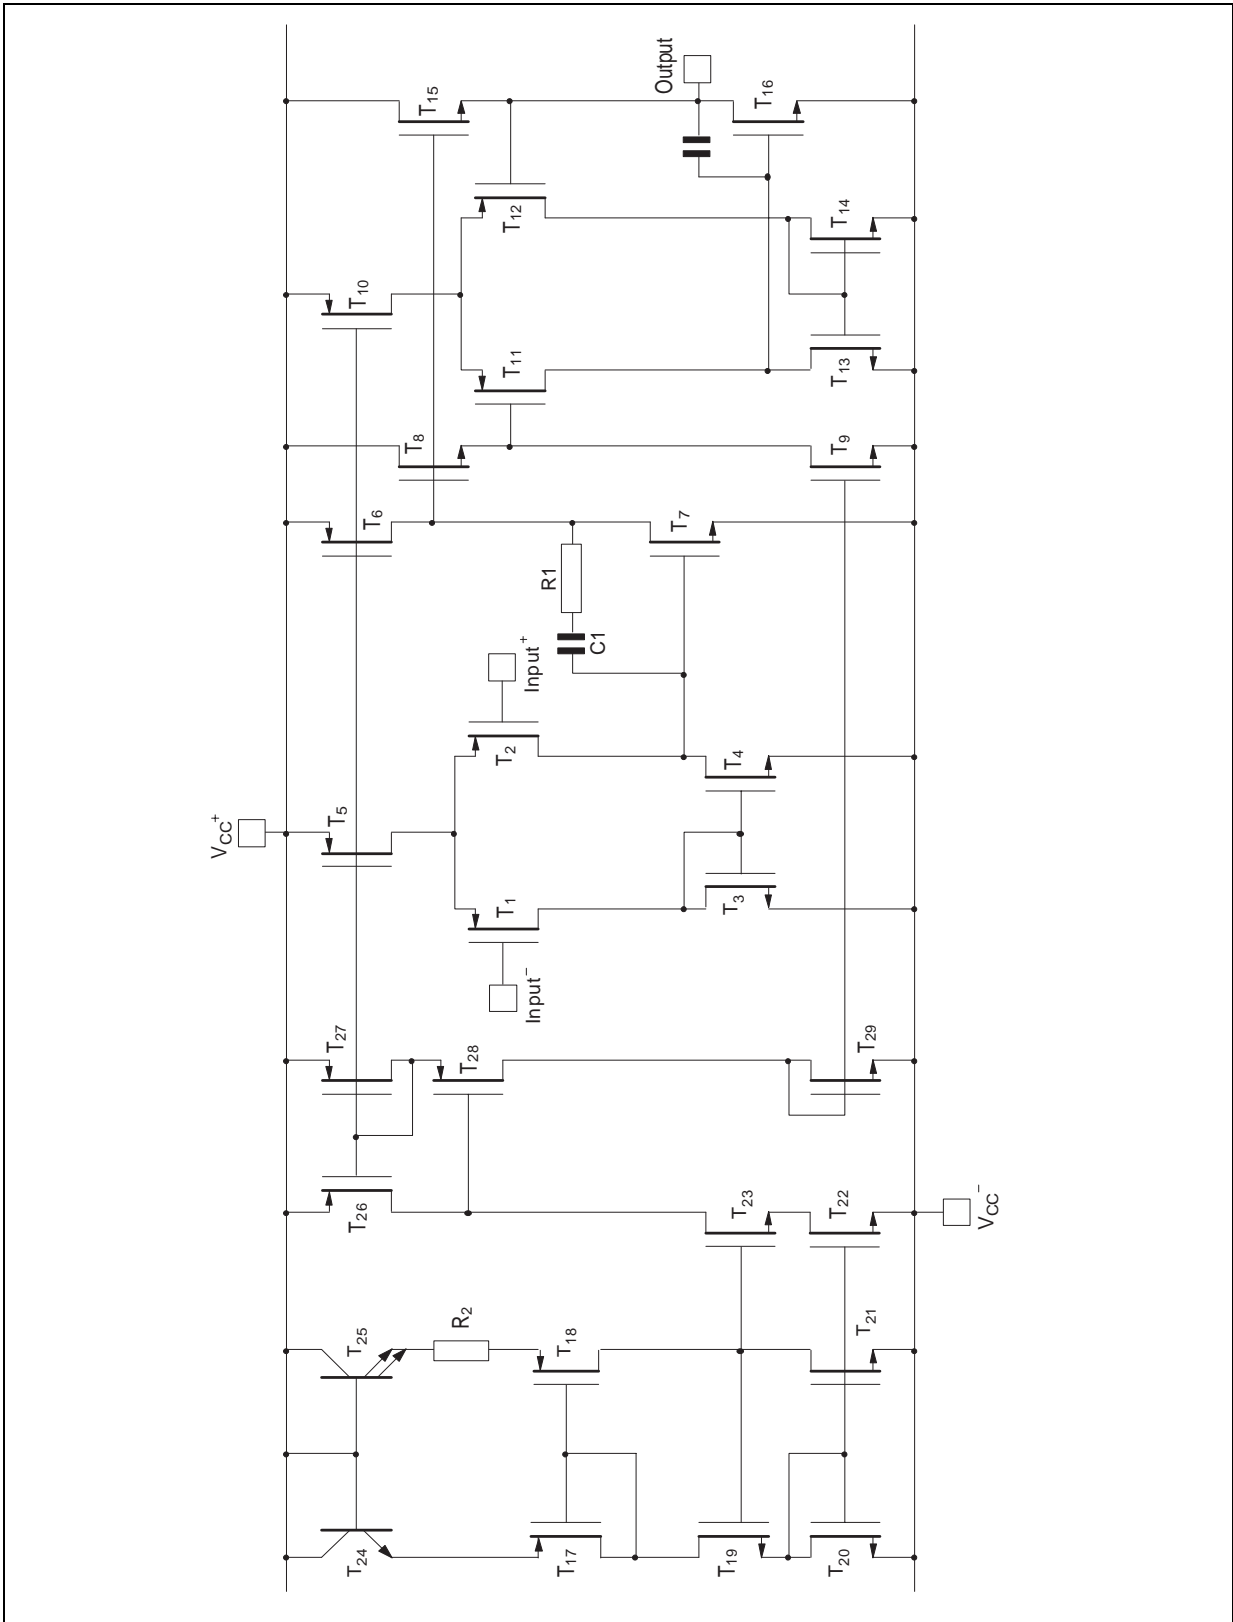 Output
T15
T16
T12
T14
T10
T11
T13
T8
T9
T6
T7
R1
C1
Input+
T2
T4
VCC+
T5
T1
T3
Input-
T27
T28
T29
T26
T23
T22
VCC-
R2
T25
T18
T21
T24
T17
T19
T20